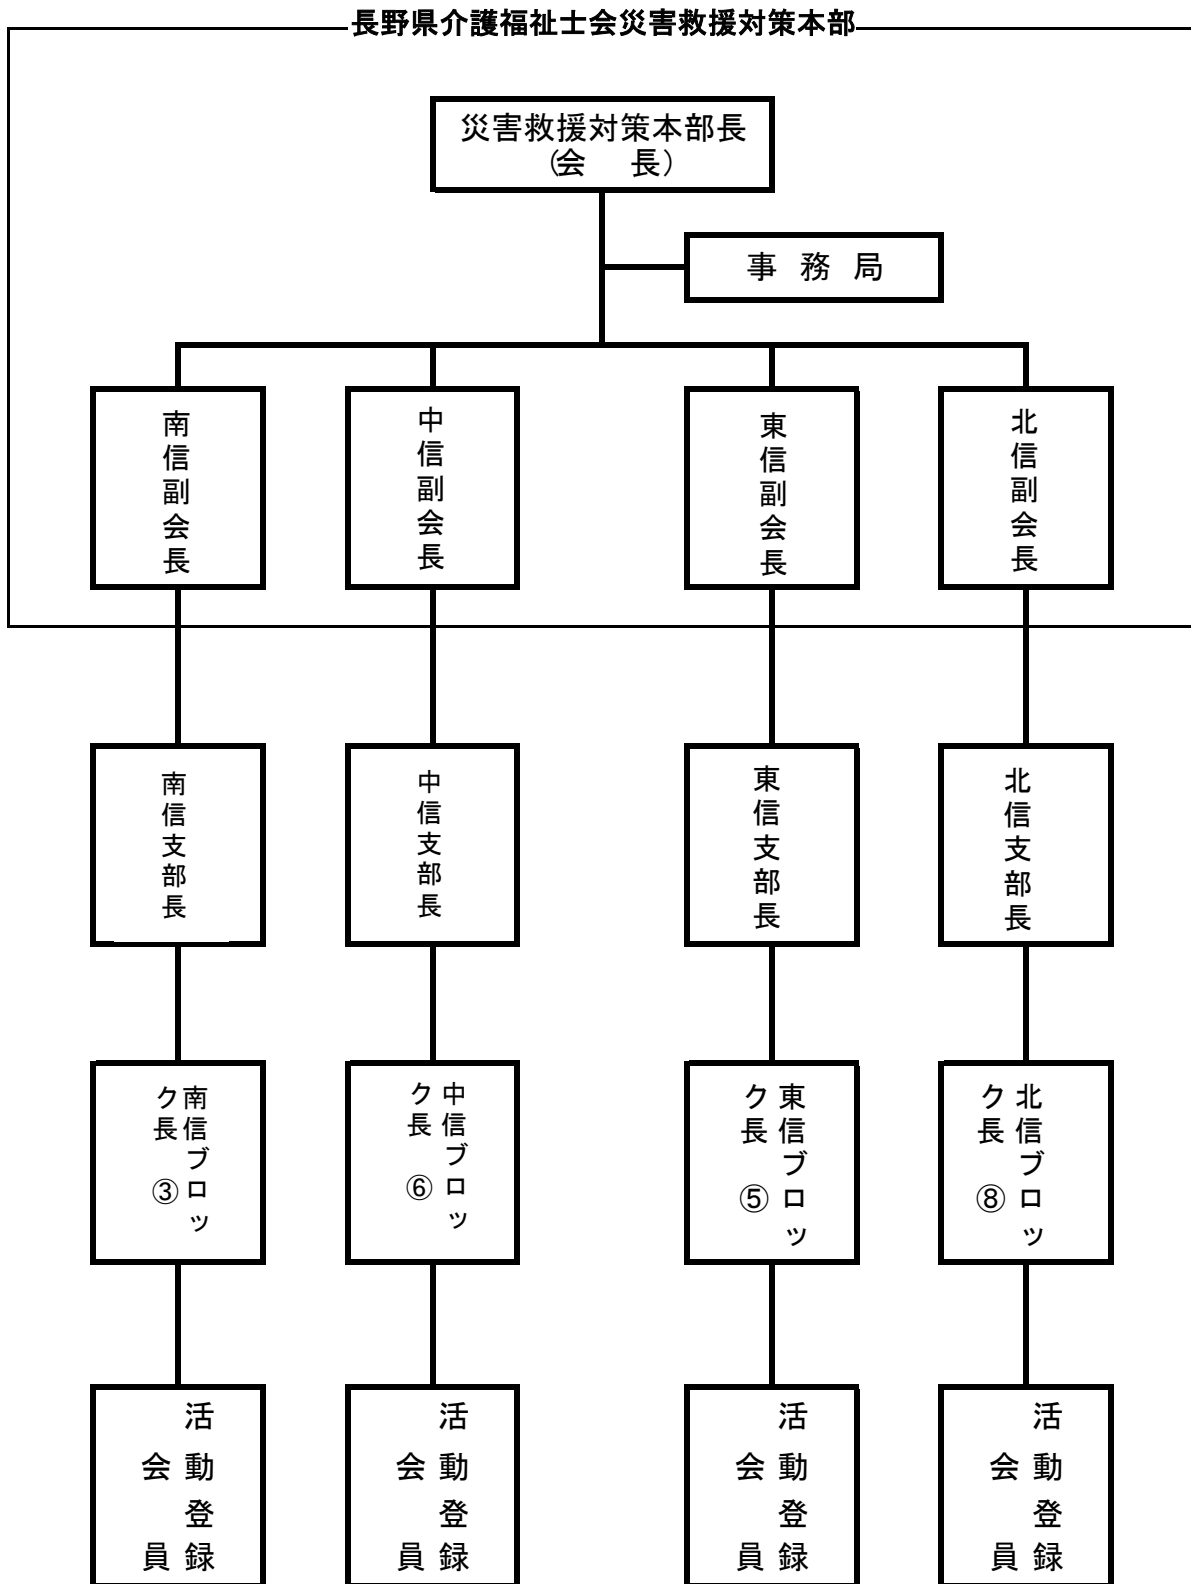 長野県介護福祉士会災害救援対策本部
災害救援対策本部長
(会 長)
事 務 局
南信副会長
中信副会長
東信副会長
北信副会長
南信支部長
中信支部長
東信支部長
北信支部長
南信ブロッ
ク長 ③
中信ブロッ
ク長 ⑥
東信ブロッ
ク長 ⑤
北信ブロッ
ク長 ⑧
活動登録
会員
活動登録
会員
活動登録
会員
活動登録
会員